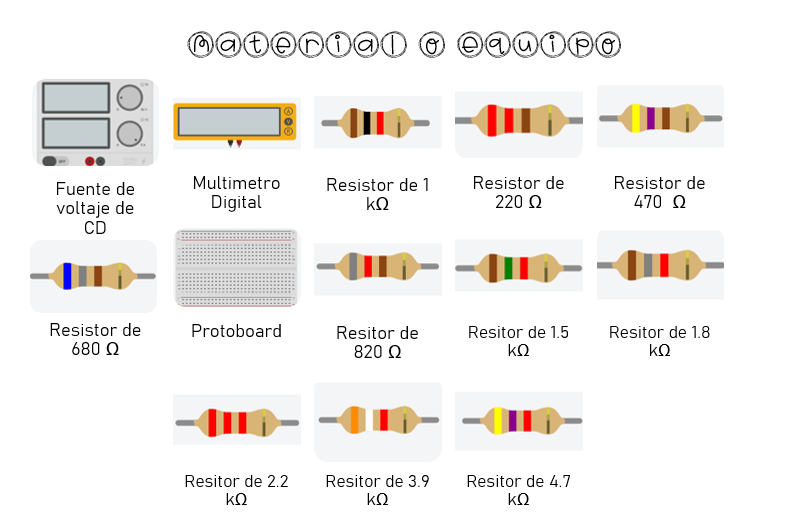 Material o equipo
Fuente de
voltaje de
CD
Multimetro
Digital
Resistor de 1
kΩ
Resistor de
220 Ω
Resistor de
470 Ω
Resistor de
680 Ω
Protoboard
Resitor de
820 Ω
Resitor de 1.5
kΩ
Resitor de 1.8
kΩ
Resitor de 2.2
kΩ
Resitor de 3.9
kΩ
Resitor de 4.7
kΩ